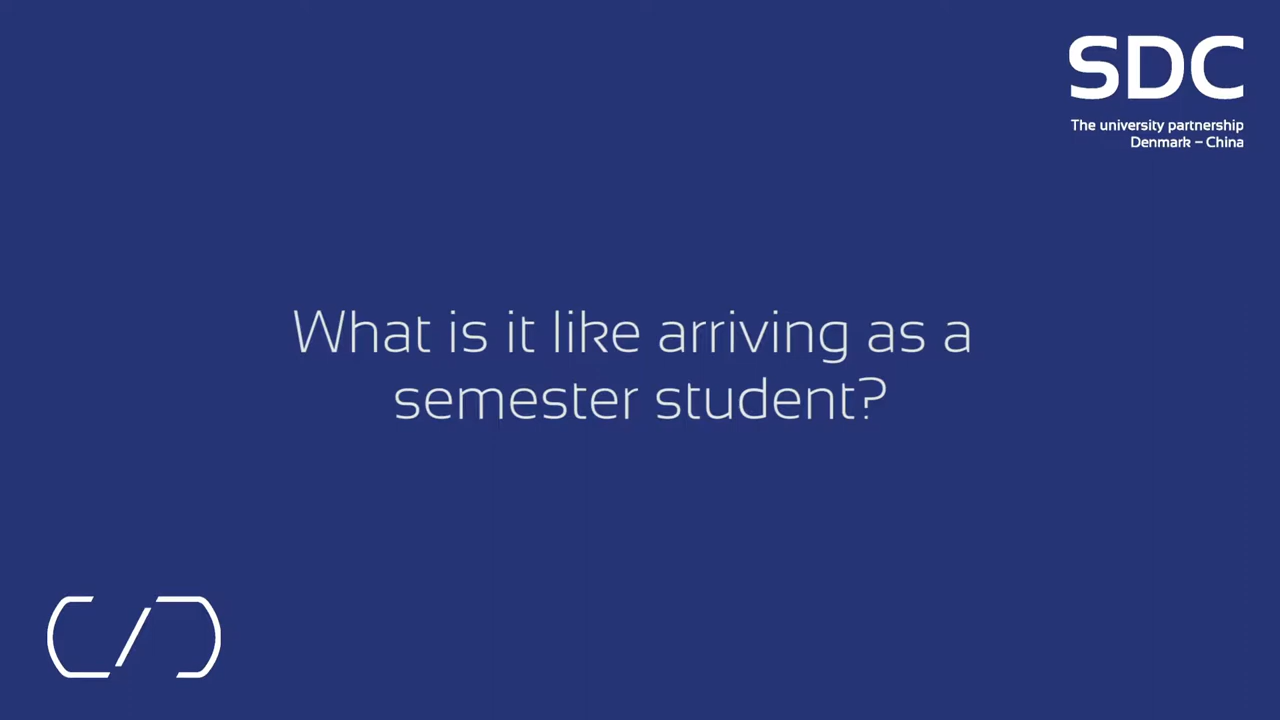 SDC
The university partnership
Denmark – China
What is it like arriving as a
semester student?